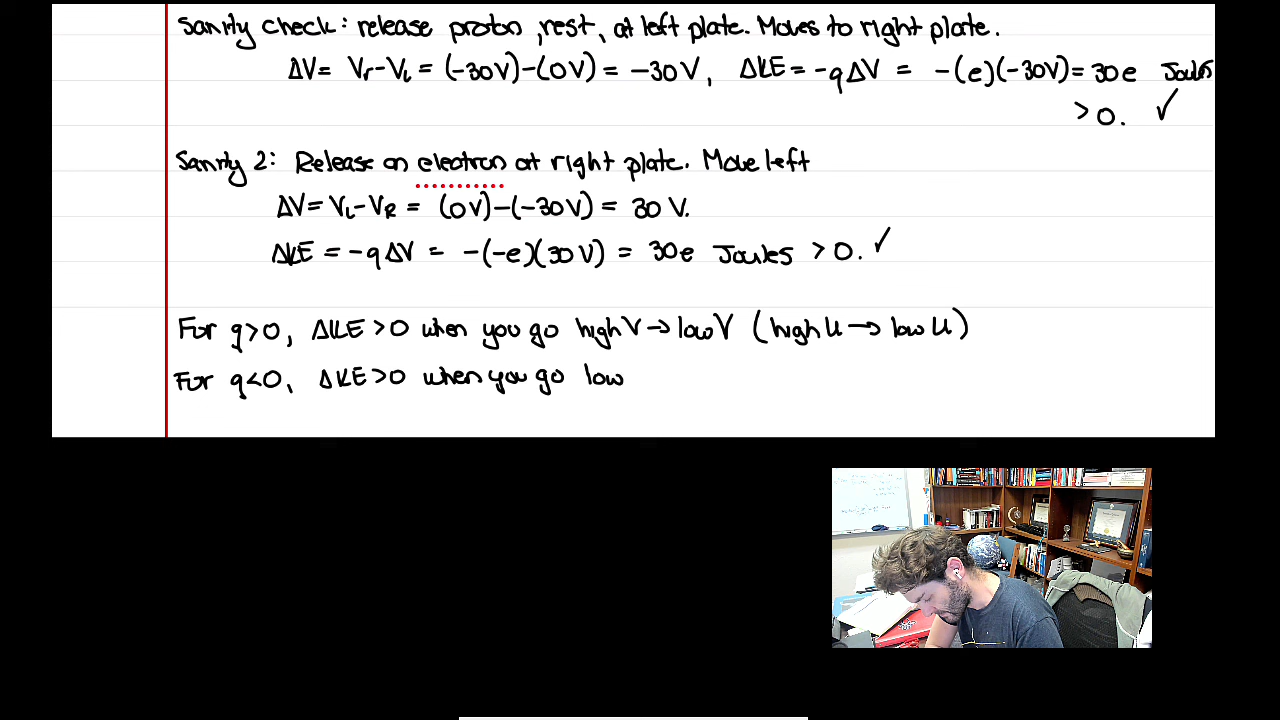 Sanity check: release proton, rest, at left plate. Moves to right plate.
ΔV = Vr-VL = (-30V)-(0V) = -30V, ΔKE = -qΔV = -(e)(-30V) = 30e Joules
> 0. ✓
Sanity 2: Release an electron at right plate. Move left
ΔV = VL-VR = (0V)-(-30V) = 30 V.
ΔKE = -qΔV = -(-e)(30V) = 30e Joules > 0. ✓
For q>0, ΔKE>0 when you go high V → low V (high U → low U)
For q<0, ΔKE>0 when you go low